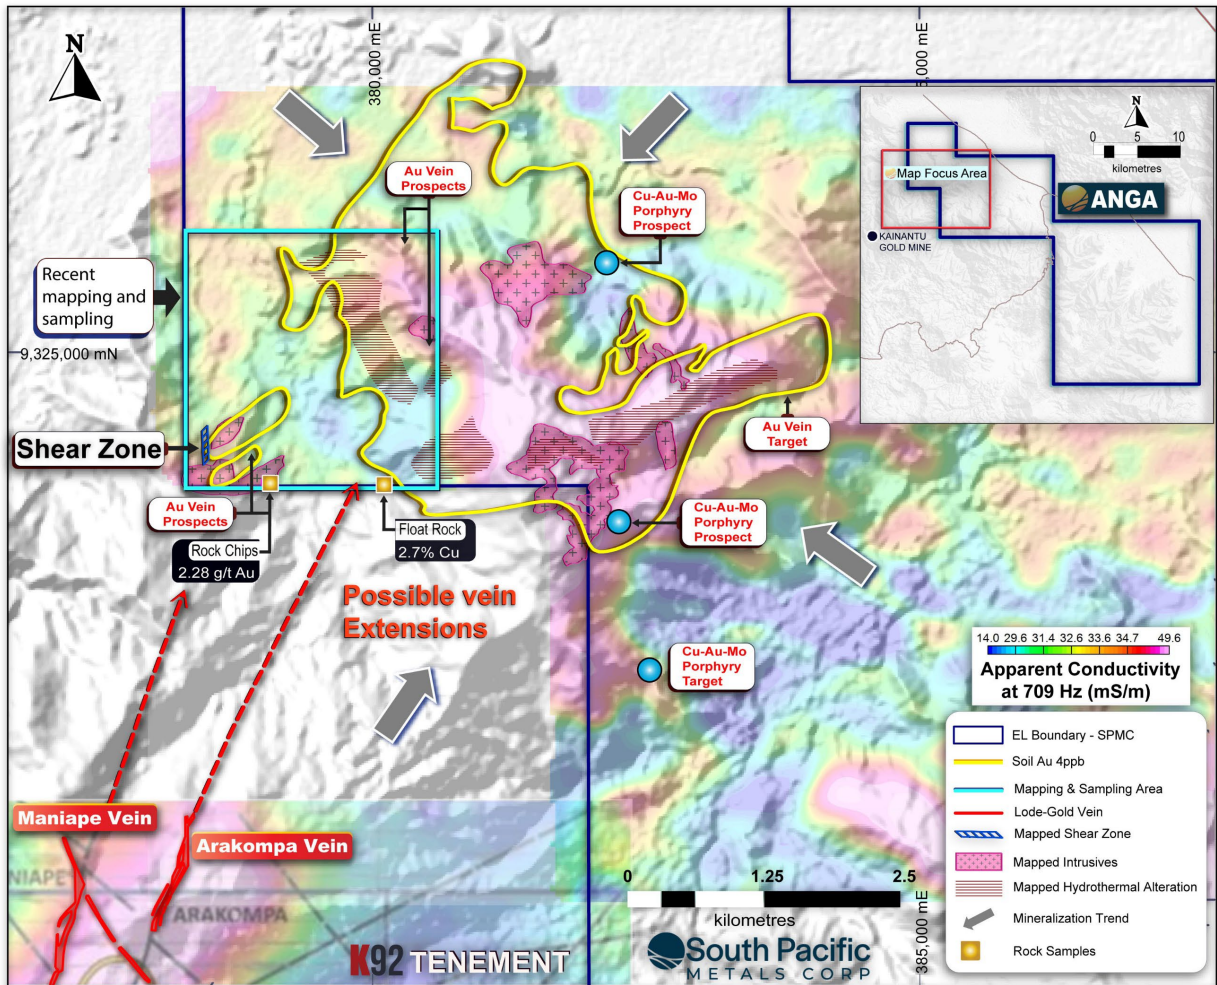 N
380,000 mE
5,000 mE
N
0 5 10
kilometres
Map Focus Area
ANGA
KAINANTU
GOLD MINE
Au Vein
Prospects
Cu-Au-Mo
Porphyry
Prospect
Recent
mapping and
sampling
9,325,000 mN
Shear Zone
Au Vein
Target
Au Vein
Prospects
Rock Chips
2.28 g/t Au
Float Rock
2.7% Cu
Cu-Au-Mo
Porphyry
Prospect
Possible vein
Extensions
Cu-Au-Mo
Porphyry
Target
14.0 29.6 31.4 32.6 33.6 34.7 49.6
Apparent Conductivity
at 709 Hz (mS/m)
EL Boundary - SPMC
Soil Au 4ppb
Mapping & Sampling Area
Lode-Gold Vein
Mapped Shear Zone
Mapped Intrusives
Mapped Hydrothermal Alteration
Mineralization Trend
Rock Samples
Maniape Vein
Arakompa Vein
NIAPE
ARAKOMPA
0 1.25 2.5
kilometres
K92 TENEMENT
South Pacific
METALS CORP
385,000 mE